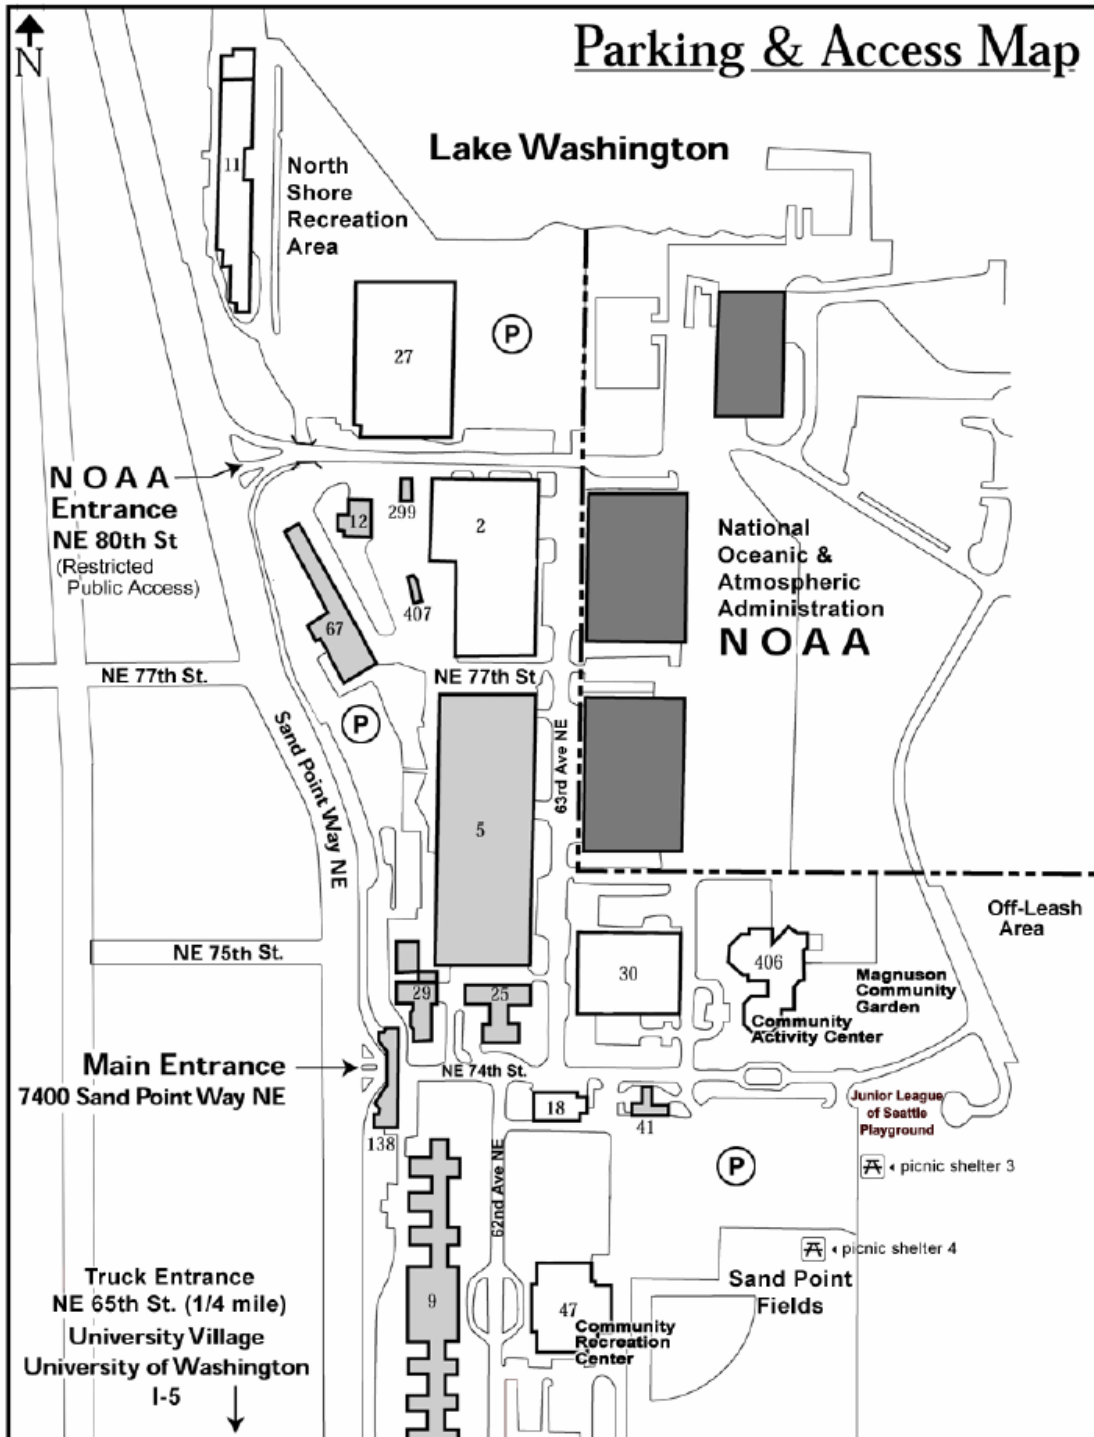 N
Parking & Access Map
Lake Washington
11
North
Shore
Recreation
Area
27
P
N O A A
Entrance
NE 80th St
(Restricted
Public Access)
12
299
2
407
67
National
Oceanic &
Atmospheric
Administration
N O A A
NE 77th St.
NE 77th St.
P
Sand Point Way NE
63rd Ave NE
5
Off-Leash
Area
NE 75th St.
30
406
Magnuson
Community
Garden
29
25
Community
Activity Center
Main Entrance
7400 Sand Point Way NE
NE 74th St.
18
41
Junior League
of Seattle
Playground
138
P
picnic shelter 3
62nd Ave NE
picnic shelter 4
Sand Point
Fields
Truck Entrance
NE 65th St. (1/4 mile)
University Village
University of Washington
I-5
9
47
Community
Recreation
Center